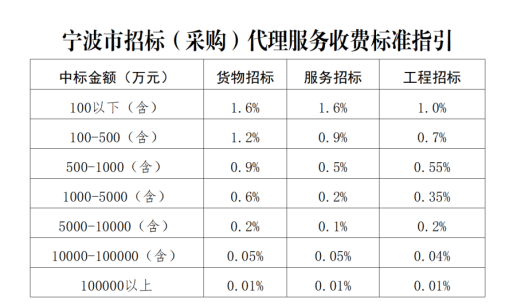 宁波市招标（采购）代理服务收费标准指引
中标金额（万元） 货物招标 服务招标 工程招标
100以下（含） 1.6% 1.6% 1.0%
100-500（含） 1.2% 0.9% 0.7%
500-1000（含） 0.9% 0.5% 0.55%
1000-5000（含） 0.6% 0.2% 0.35%
5000-10000（含） 0.2% 0.1% 0.2%
10000-100000（含） 0.05% 0.05% 0.04%
100000以上 0.01% 0.01% 0.01%